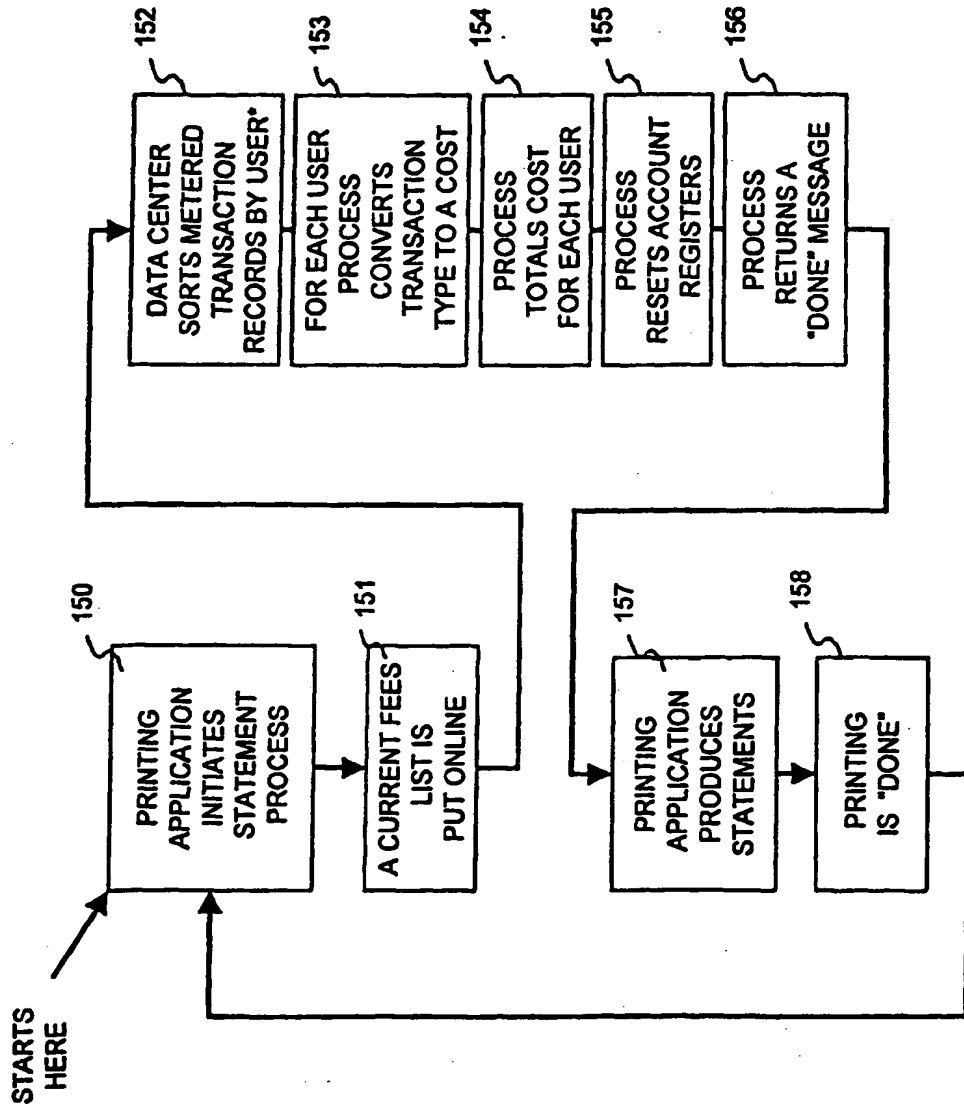 STARTS
HERE
150
PRINTING
APPLICATION
INITIATES
STATEMENT
PROCESS
151
A CURRENT FEES
LIST IS
PUT ONLINE
152
DATA CENTER
SORTS METERED
TRANSACTION
RECORDS BY USER*
153
FOR EACH USER
PROCESS
CONVERTS
TRANSACTION
TYPE TO A COST
154
PROCESS
TOTALS COST
FOR EACH USER
155
PROCESS
RESETS ACCOUNT
REGISTERS
156
PROCESS
RETURNS A
"DONE" MESSAGE
157
PRINTING
APPLICATION
PRODUCES
STATEMENTS
158
PRINTING
IS "DONE"